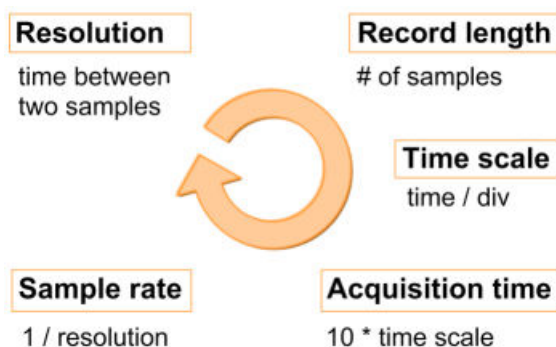 Resolution
time between
two samples
Record length
# of samples
Time scale
time / div
Acquisition time
10 * time scale
Sample rate
1 / resolution